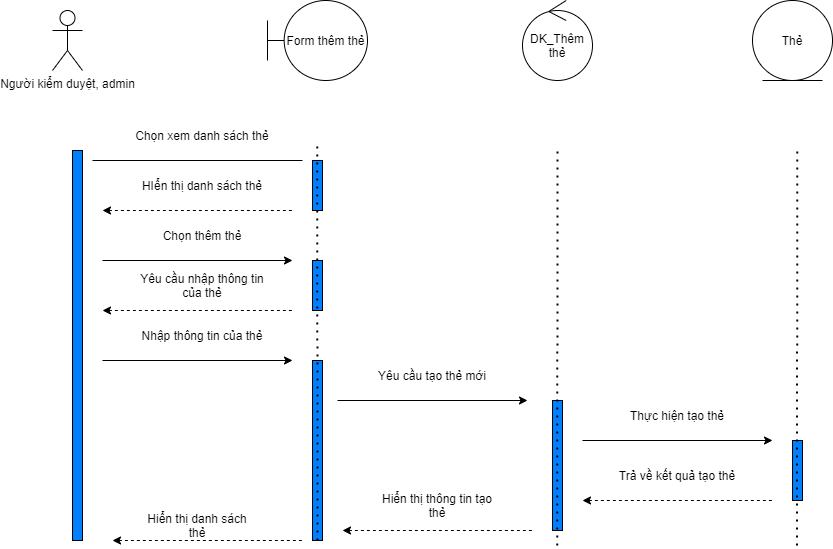 Form thêm thẻ
DK_Thêm
thẻ
Thẻ
Người kiểm duyệt, admin
Chọn xem danh sách thẻ
HIển thị danh sách thẻ
Chọn thêm thẻ
Yêu cầu nhập thông tin
của thẻ
Nhập thông tin của thẻ
Yêu cầu tạo thẻ mới
Thực hiện tạo thẻ
Trả về kết quả tạo thẻ
Hiển thị thông tin tạo
thẻ
Hiển thị danh sách
thẻ